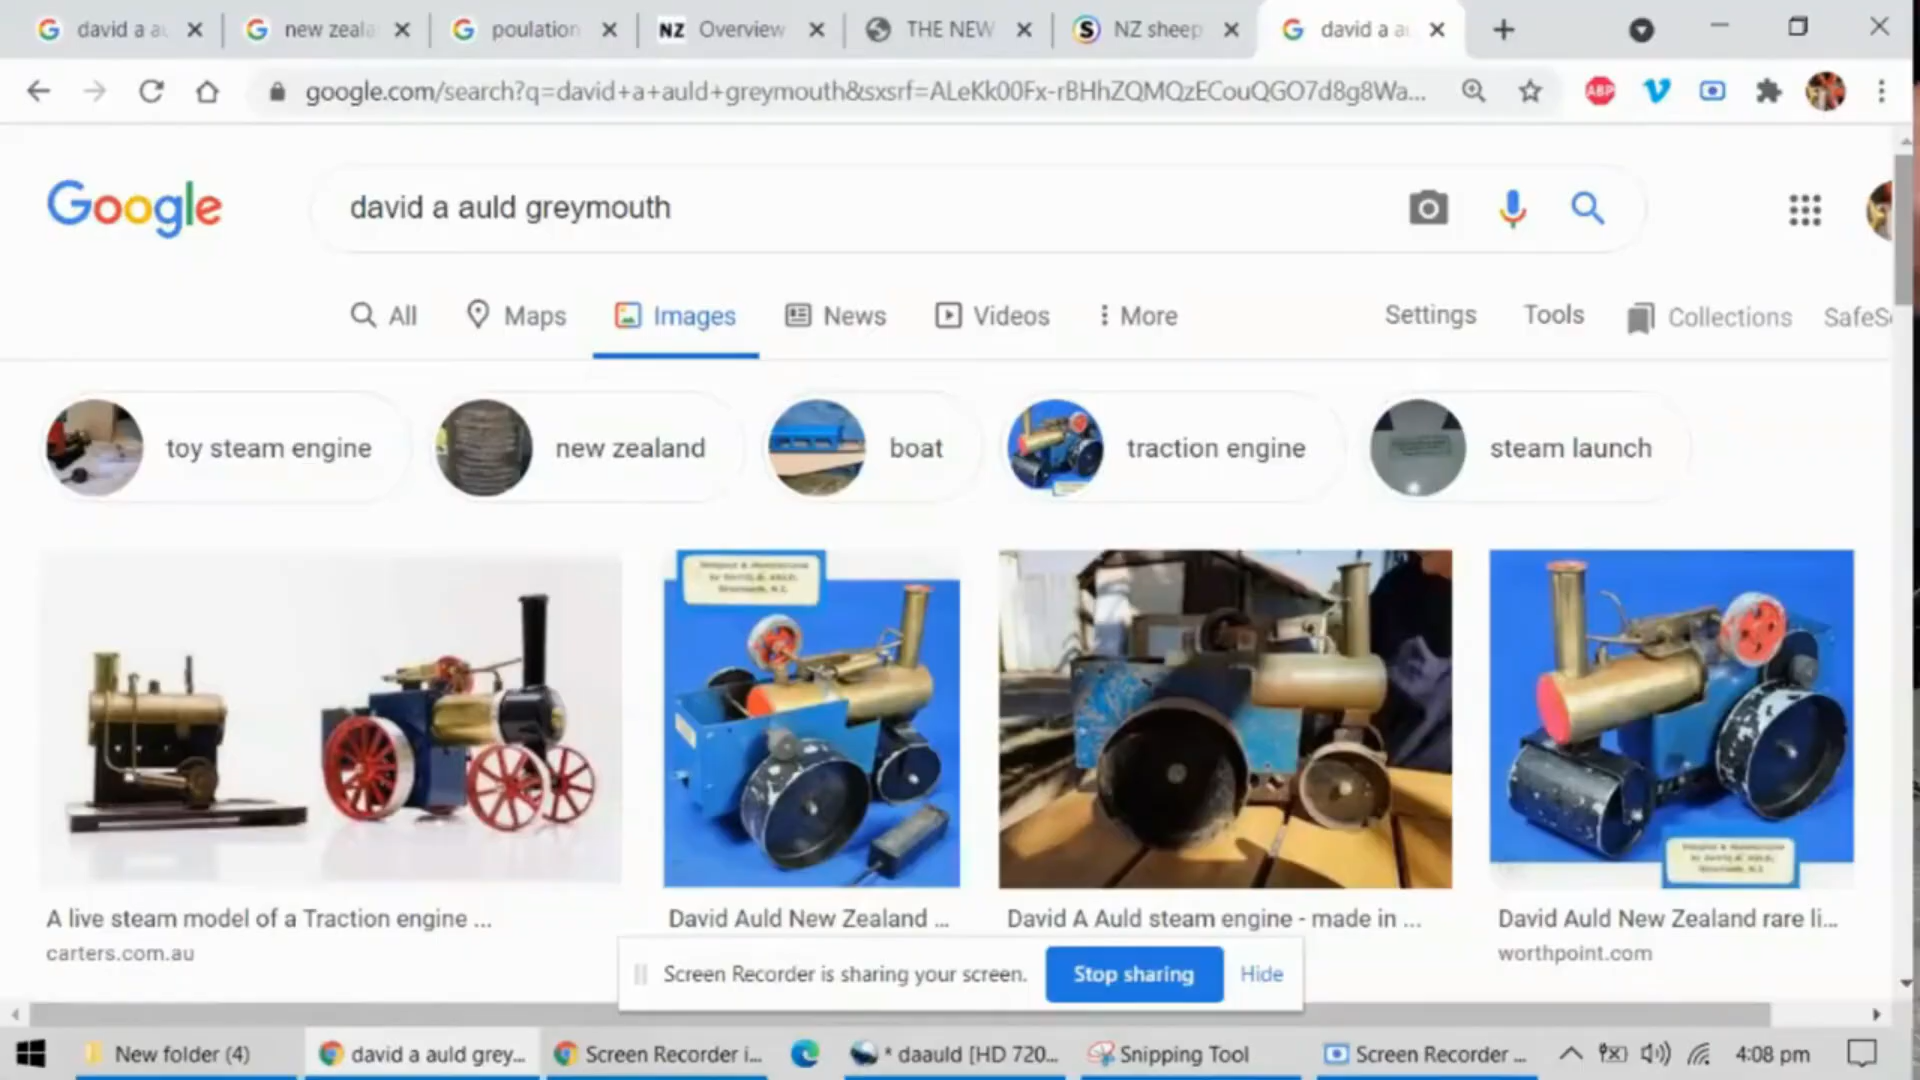 david a au
new zeala
poulation
NZ Overview
THE NEW
S NZ sheep
david a au
google.com/search?q=david+a+auld+greymouth&sxsrf=ALeKk00Fx-rBHhZQMQzECouQGO7d8g8Wa...
ABP
Google
david a auld greymouth
All
Maps
Images
News
Videos
More
Settings
Tools
Collections
SafeS
toy steam engine
new zealand
boat
traction engine
steam launch
A live steam model of a Traction engine ...
carters.com.au
David Auld New Zealand ...
David A Auld steam engine - made in ...
David Auld New Zealand rare li...
worthpoint.com
Screen Recorder is sharing your screen.
Stop sharing
Hide
New folder (4)
david a auld grey...
Screen Recorder i...
* daauld [HD 720...
Snipping Tool
Screen Recorder ...
4:08 pm